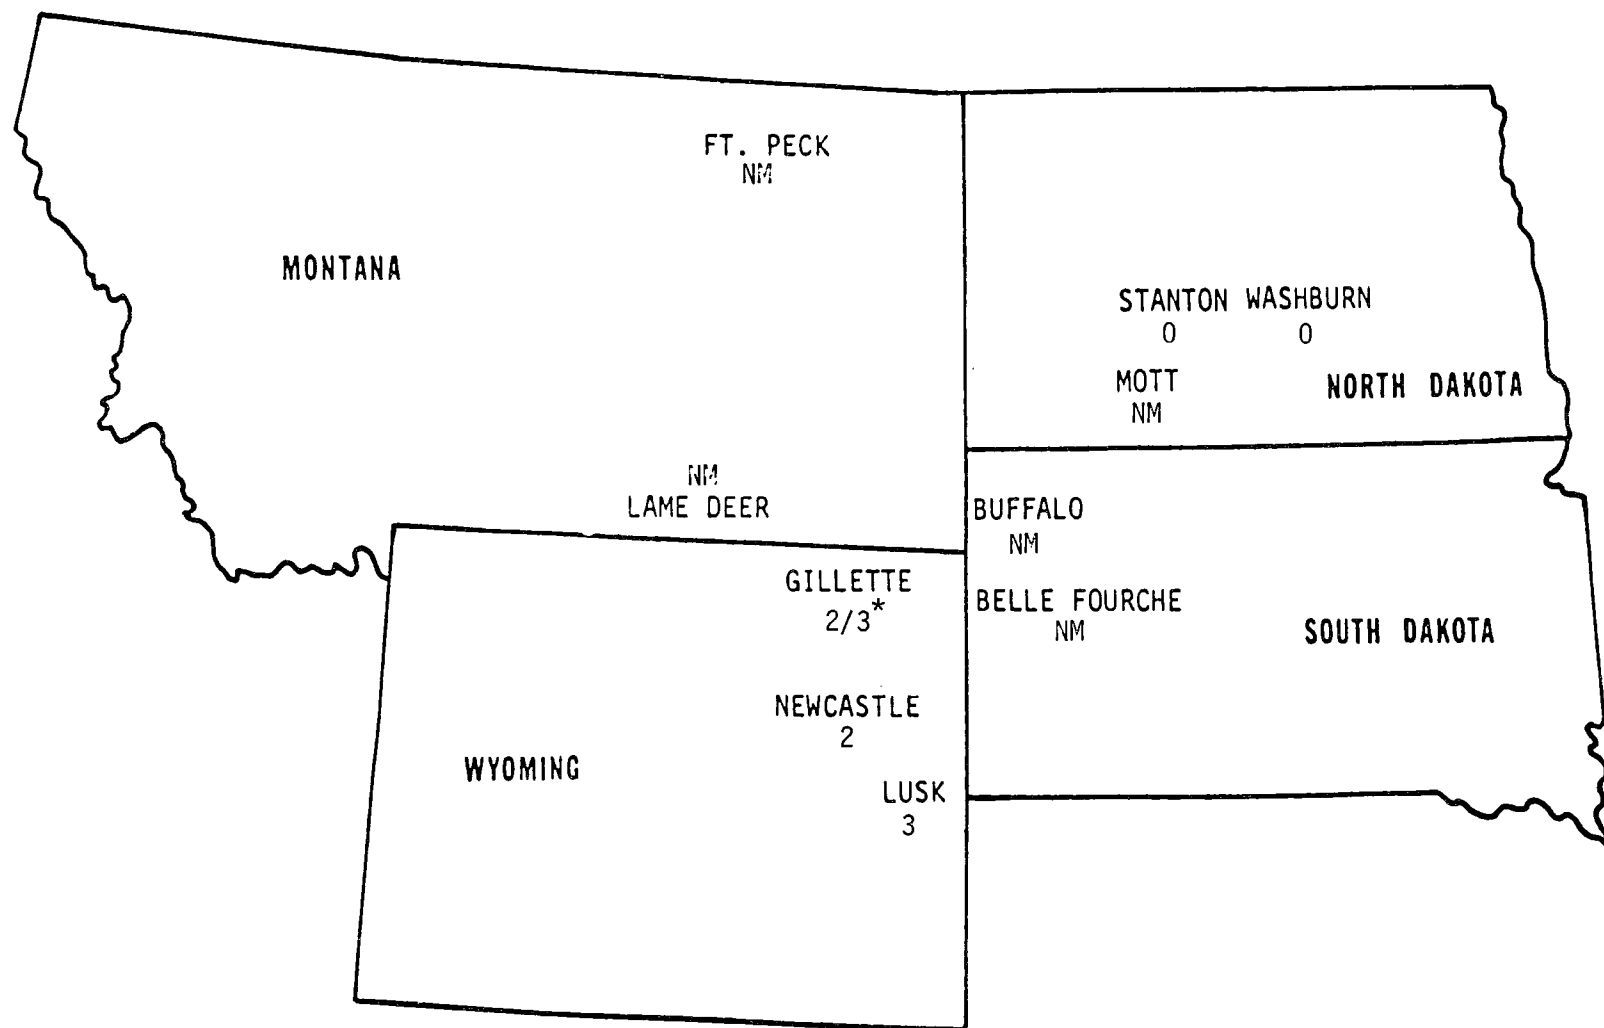 FT. PECK
NM
MONTANA
STANTON WASHBURN
0 0
MOTT
NM
NORTH DAKOTA
NM
LAME DEER
BUFFALO
NM
GILLETTE
2/3*
BELLE FOURCHE
NM
SOUTH DAKOTA
NEWCASTLE
2
WYOMING
LUSK
3